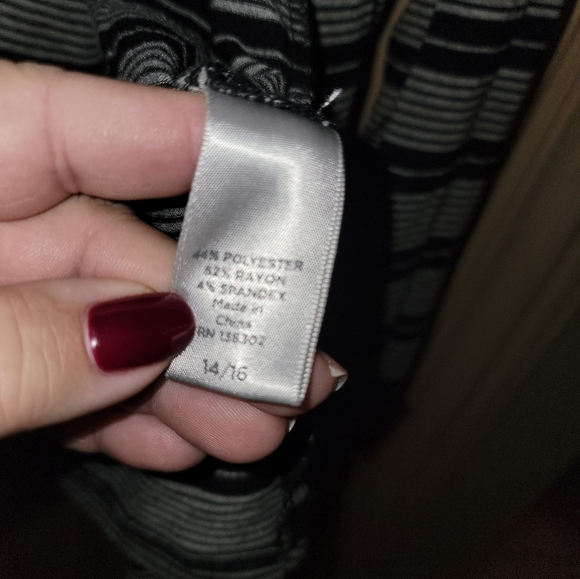 44% POLYESTER
52% RAYON
4% SPANDEX
Made in
China
RN 135302
14/16